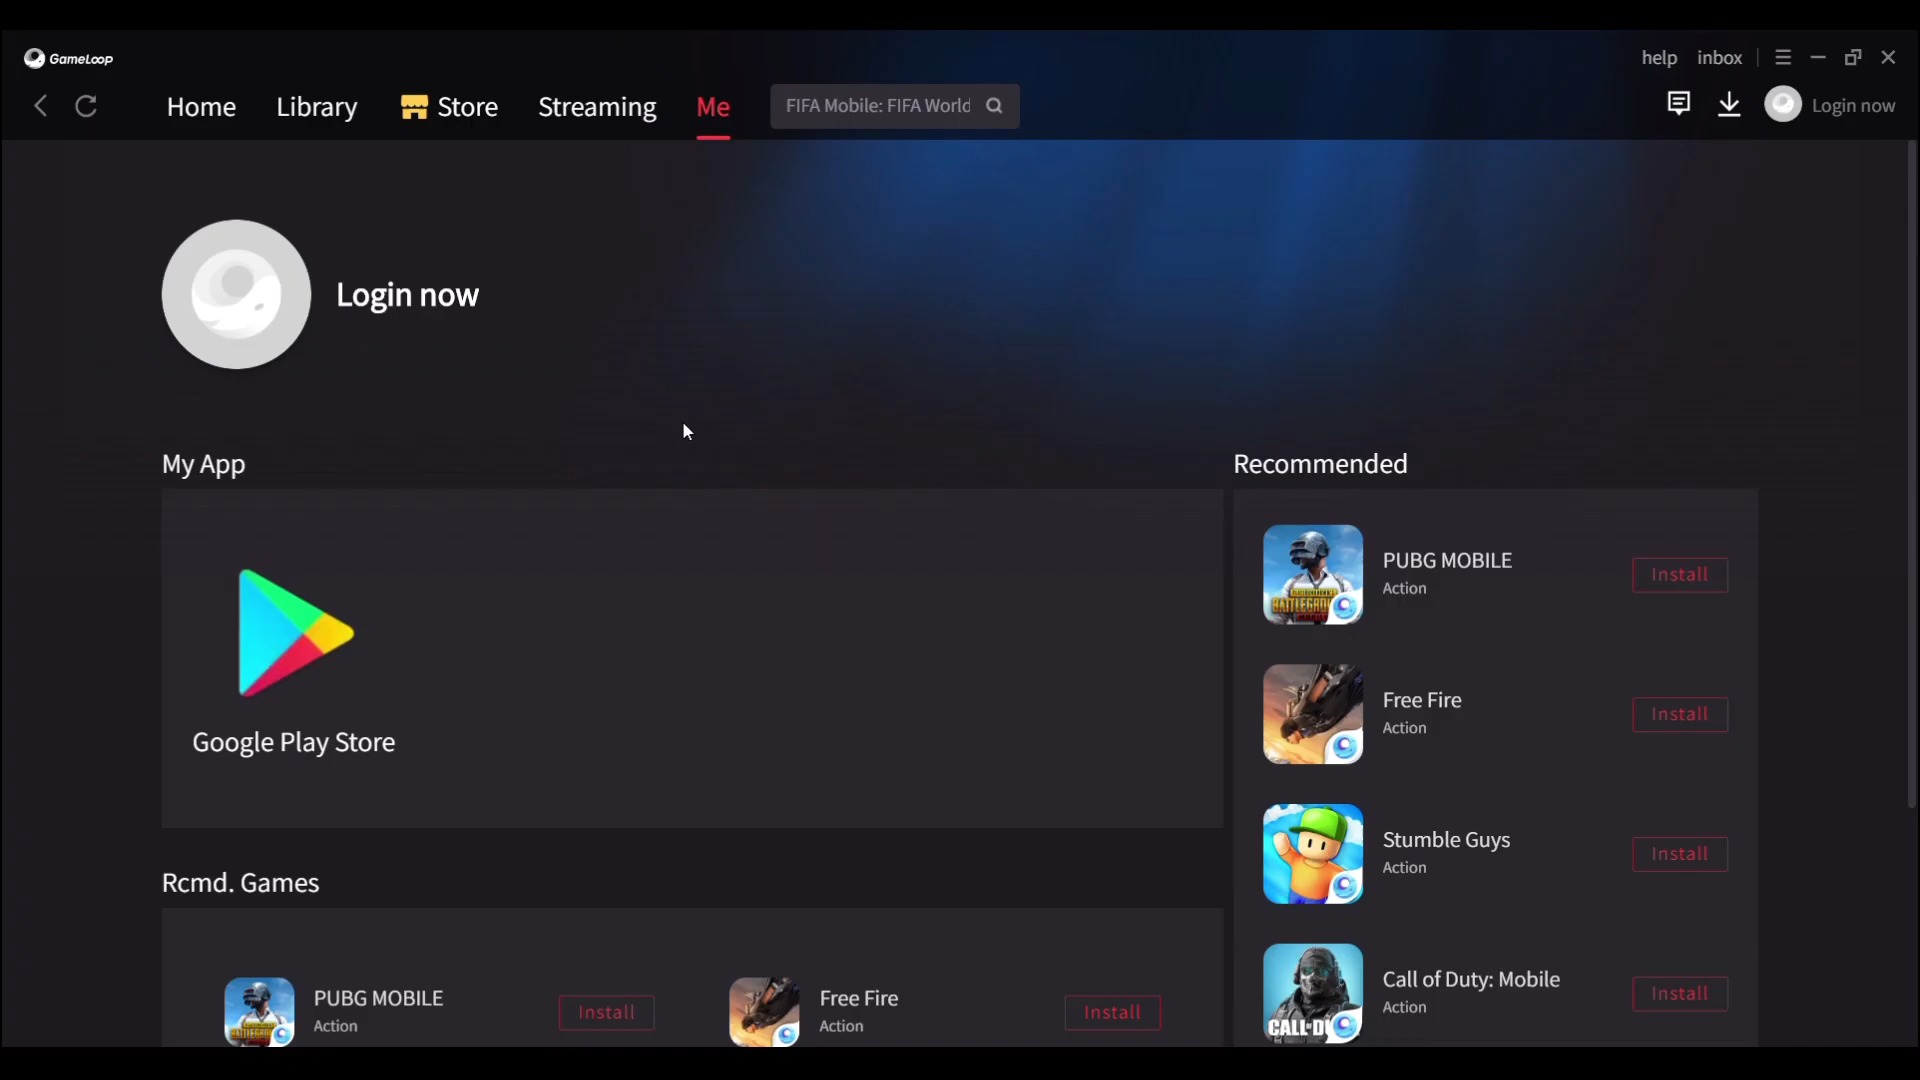 GameLoop
help inbox
Home Library Store Streaming Me FIFA Mobile: FIFA World Login now
Login now
My App
Google Play Store
Recommended
PUBG MOBILE
Action
Install
Free Fire
Action
Install
Stumble Guys
Action
Install
Call of Duty: Mobile
Action
Install
Rcmd. Games
PUBG MOBILE
Action
Install
Free Fire
Action
Install